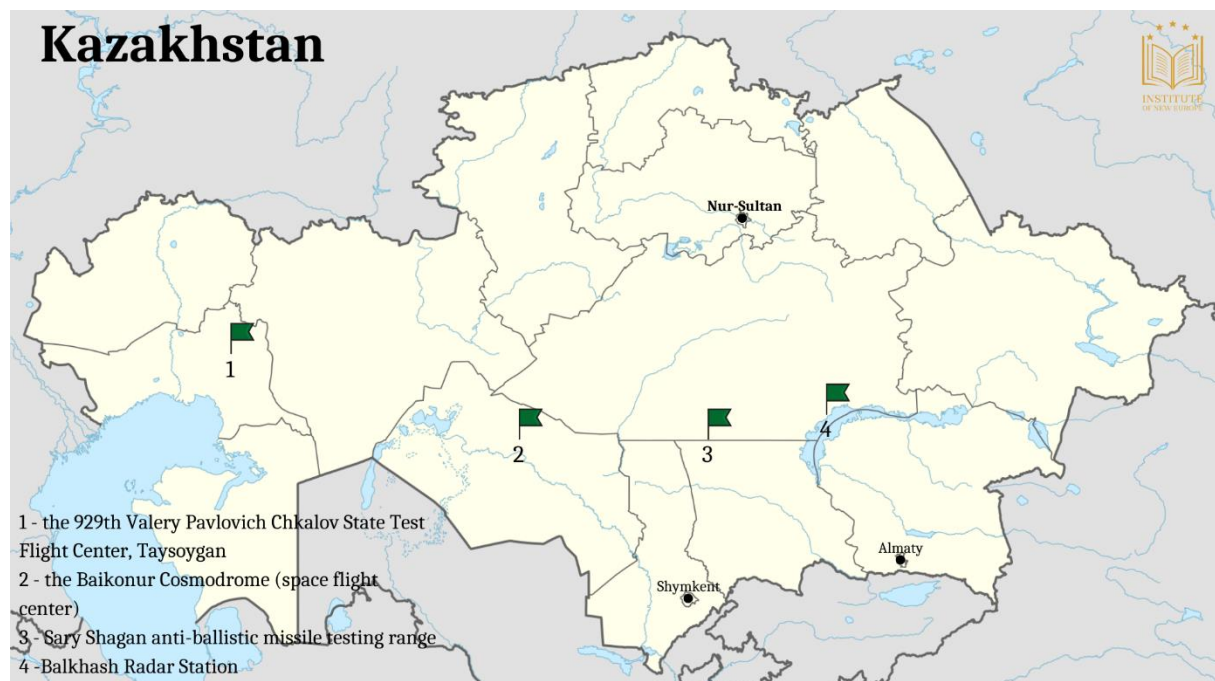 Kazakhstan
INSTITUTE
OF NEW EUROPE
Nur-Sultan
1
2
3
4
Almaty
Shymkent
1 - the 929th Valery Pavlovich Chkalov State Test
Flight Center, Taysoygan
2 - the Baikonur Cosmodrome (space flight
center)
3 - Sary Shagan anti-ballistic missile testing range
4 -Balkhash Radar Station